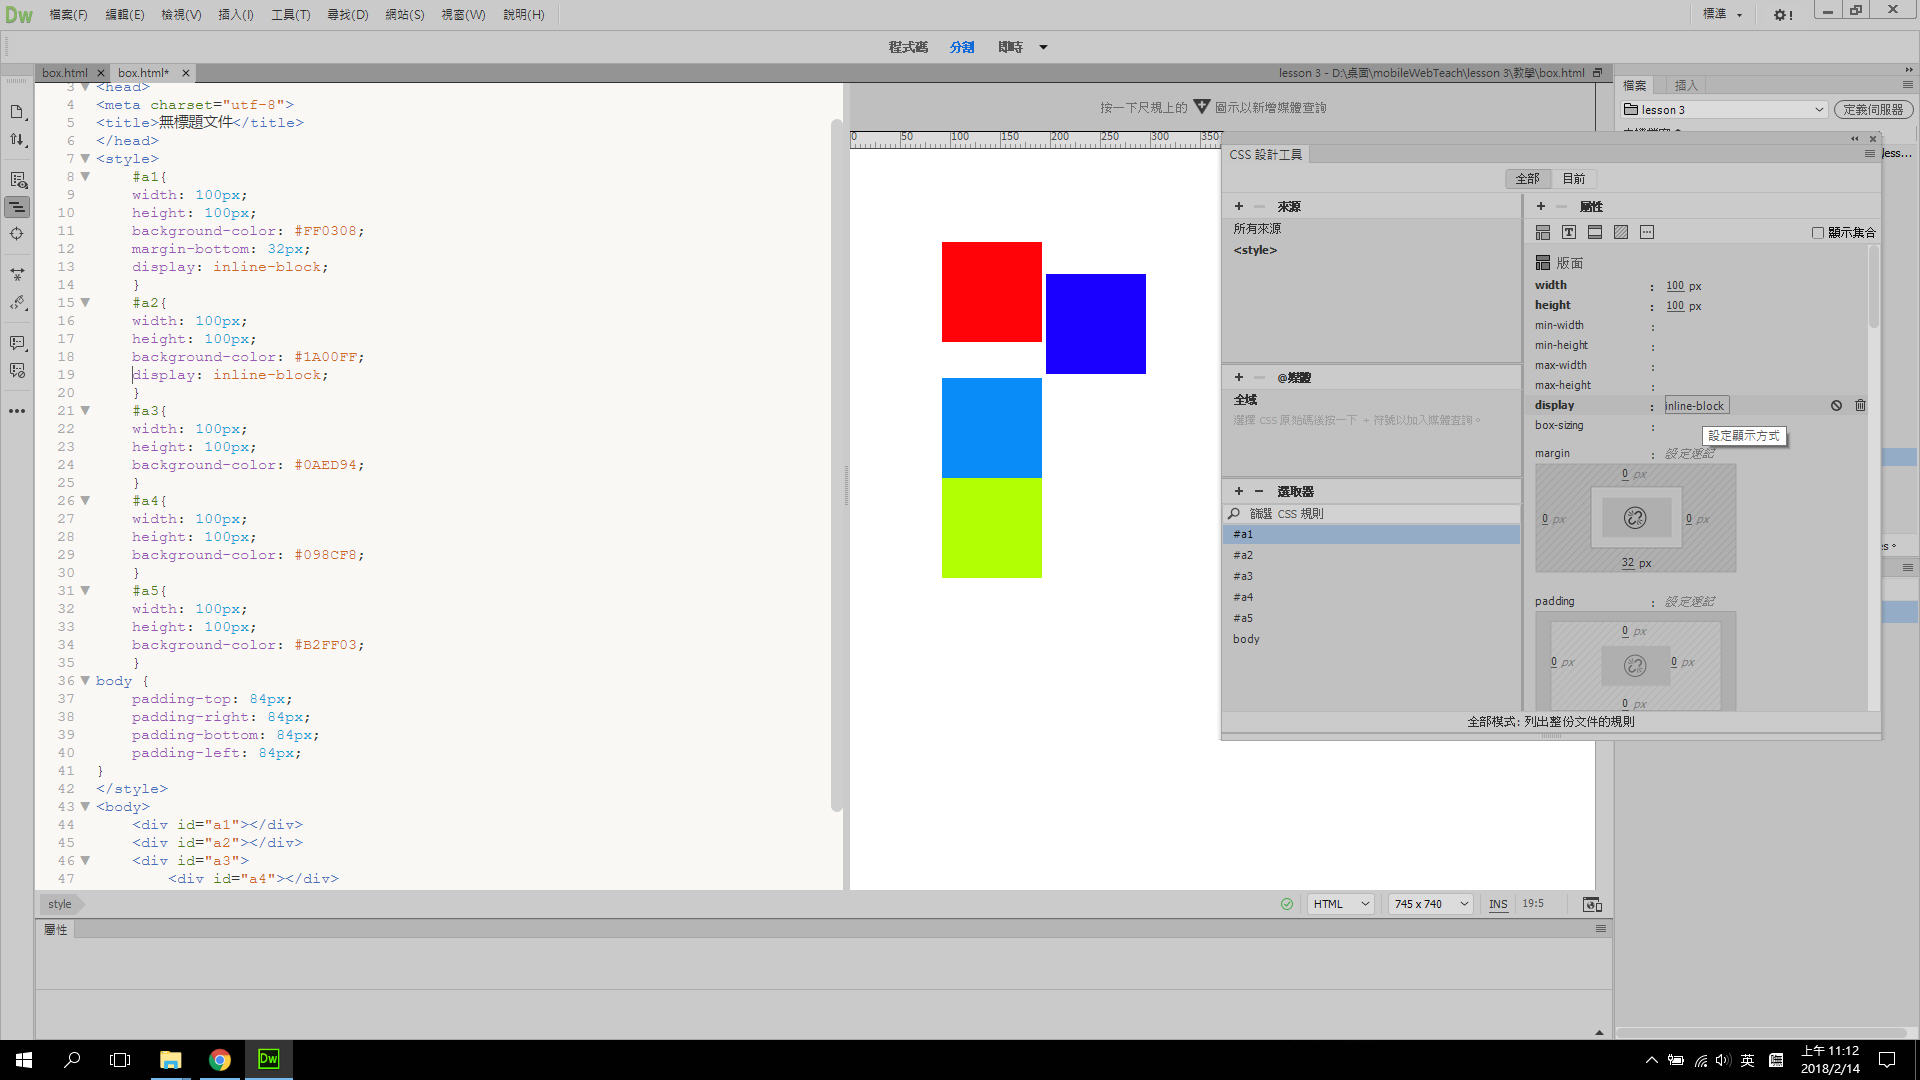 Dw 檔案(F) 編輯(E) 檢視(V) 插入(I) 工具(T) 尋找(D) 網站(S) 視窗(W) 說明(H) 標準
程式碼 分割 即時
box.html box.html* lesson 3 - D:\桌面\mobileWebTeach\lesson 3\教學\box.html
3 <head>
4 <meta charset="utf-8">
5 <title>無標題文件</title>
6 </head>
7 <style>
8 #a1{
9 width: 100px;
10 height: 100px;
11 background-color: #FF0308;
12 margin-bottom: 32px;
13 display: inline-block;
14 }
15 #a2{
16 width: 100px;
17 height: 100px;
18 background-color: #1A00FF;
19 display: inline-block;
20 }
21 #a3{
22 width: 100px;
23 height: 100px;
24 background-color: #0AED94;
25 }
26 #a4{
27 width: 100px;
28 height: 100px;
29 background-color: #098CF8;
30 }
31 #a5{
32 width: 100px;
33 height: 100px;
34 background-color: #B2FF03;
35 }
36 body {
37 padding-top: 84px;
38 padding-right: 84px;
39 padding-bottom: 84px;
40 padding-left: 84px;
41 }
42 </style>
43 <body>
44 <div id="a1"></div>
45 <div id="a2"></div>
46 <div id="a3">
47 <div id="a4"></div>
按一下尺規上的 圖示以新增媒體查詢
0 50 100 150 200 250 300 350
CSS 設計工具
全部 目前
+ − 來源
所有來源
<style>
+ − @媒體
全域
選擇 CSS 原始碼後按一下 + 符號以加入媒體查詢。
+ − 選取器
篩選 CSS 規則
#a1
#a2
#a3
#a4
#a5
body
+ − 屬性
顯示集合
版面
width : 100 px
height : 100 px
min-width :
min-height :
max-width :
max-height :
display : inline-block
box-sizing :
設定顯示方式
margin : 設定速記
0 px
0 px 0 px
32 px
padding : 設定速記
0 px
0 px 0 px
0 px
全部模式: 列出整份文件的規則
檔案 插入
lesson 3 定義伺服器
less...
style HTML 745 x 740 INS 19:5
屬性
Dw 英 上午 11:12
2018/2/14